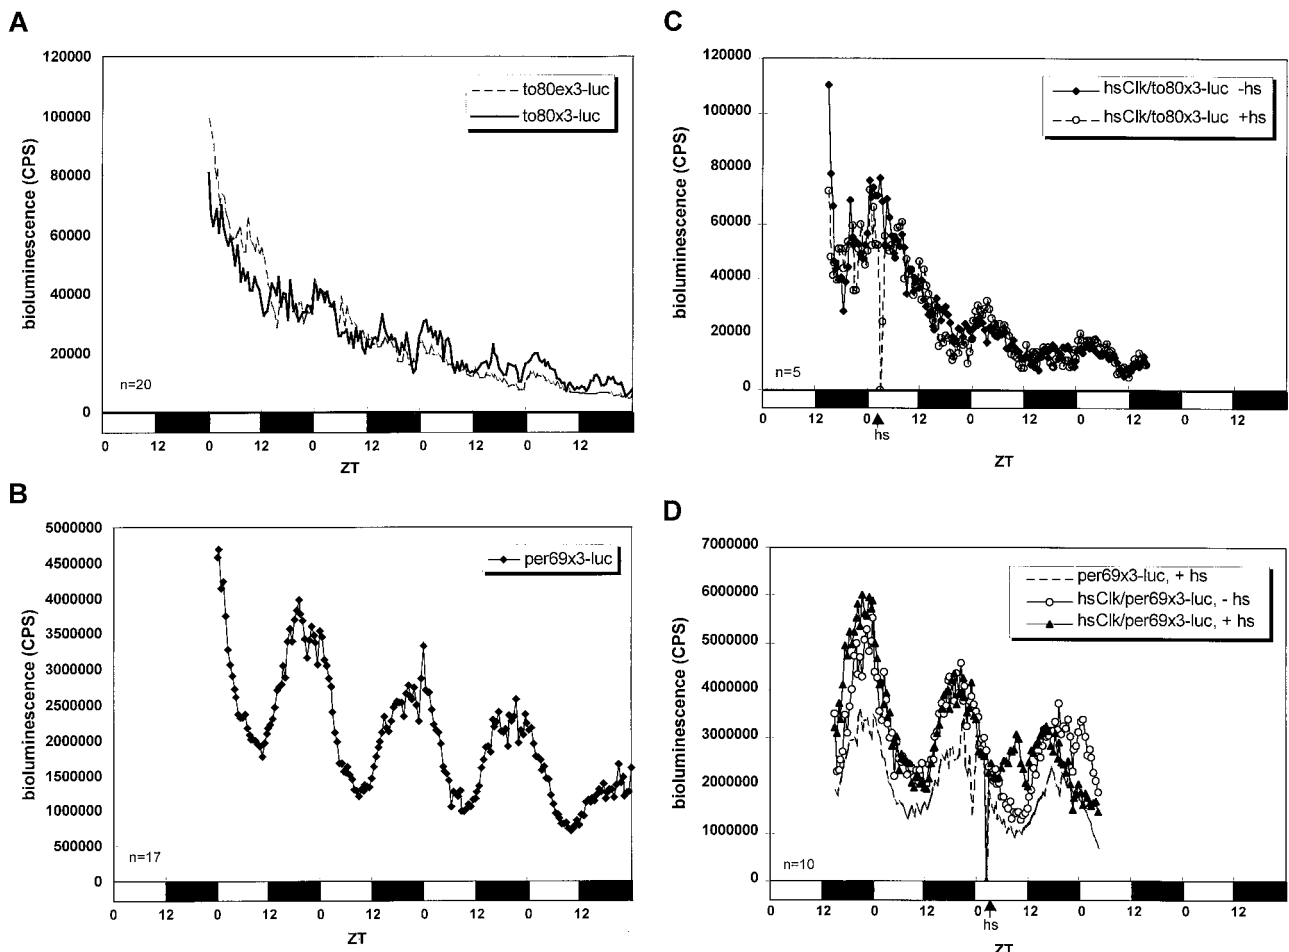 A
120000
100000
80000
60000
40000
20000
0
bioluminescence (CPS)
to80ex3-luc
to80x3-luc
n=20
0 12 0 12 0 12 0 12 0 12
ZT
B
5000000
4500000
4000000
3500000
3000000
2500000
2000000
1500000
1000000
500000
0
bioluminescence (CPS)
per69x3-luc
n=17
0 12 0 12 0 12 0 12 0 12
ZT
C
120000
100000
80000
60000
40000
20000
0
bioluminescence (CPS)
hsClk/to80x3-luc -hs
hsClk/to80x3-luc +hs
n=5
0 12 0 12 0 12 0 12 0 12
hs
ZT
D
7000000
6000000
5000000
4000000
3000000
2000000
1000000
0
bioluminescence (CPS)
per69x3-luc, + hs
hsClk/per69x3-luc, - hs
hsClk/per69x3-luc, + hs
n=10
0 12 0 12 0 12 0 12 0 12
hs
ZT